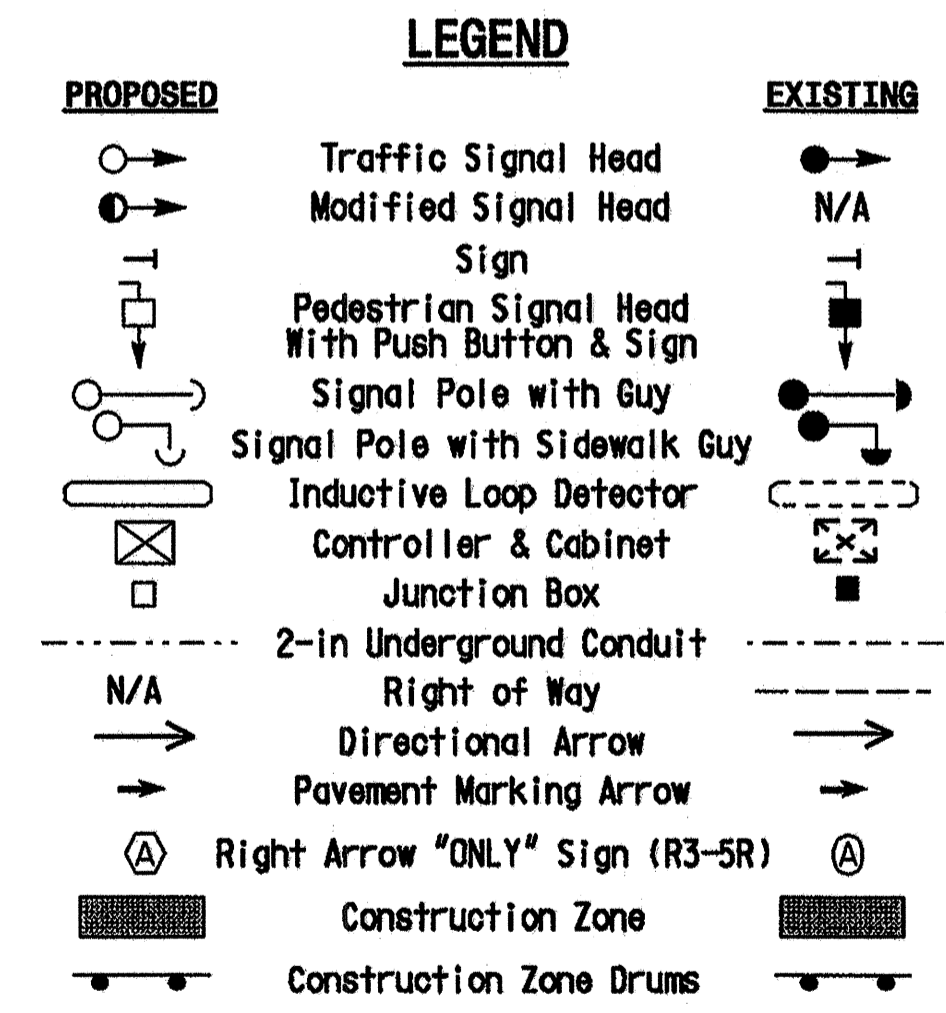 LEGEND
PROPOSED EXISTING
Traffic Signal Head
Modified Signal Head N/A
Sign
Pedestrian Signal Head
With Push Button & Sign
Signal Pole with Guy
Signal Pole with Sidewalk Guy
Inductive Loop Detector
Controller & Cabinet
Junction Box
2-in Underground Conduit
N/A Right of Way
Directional Arrow
Pavement Marking Arrow
A Right Arrow "ONLY" Sign (R3-5R) A
Construction Zone
Construction Zone Drums